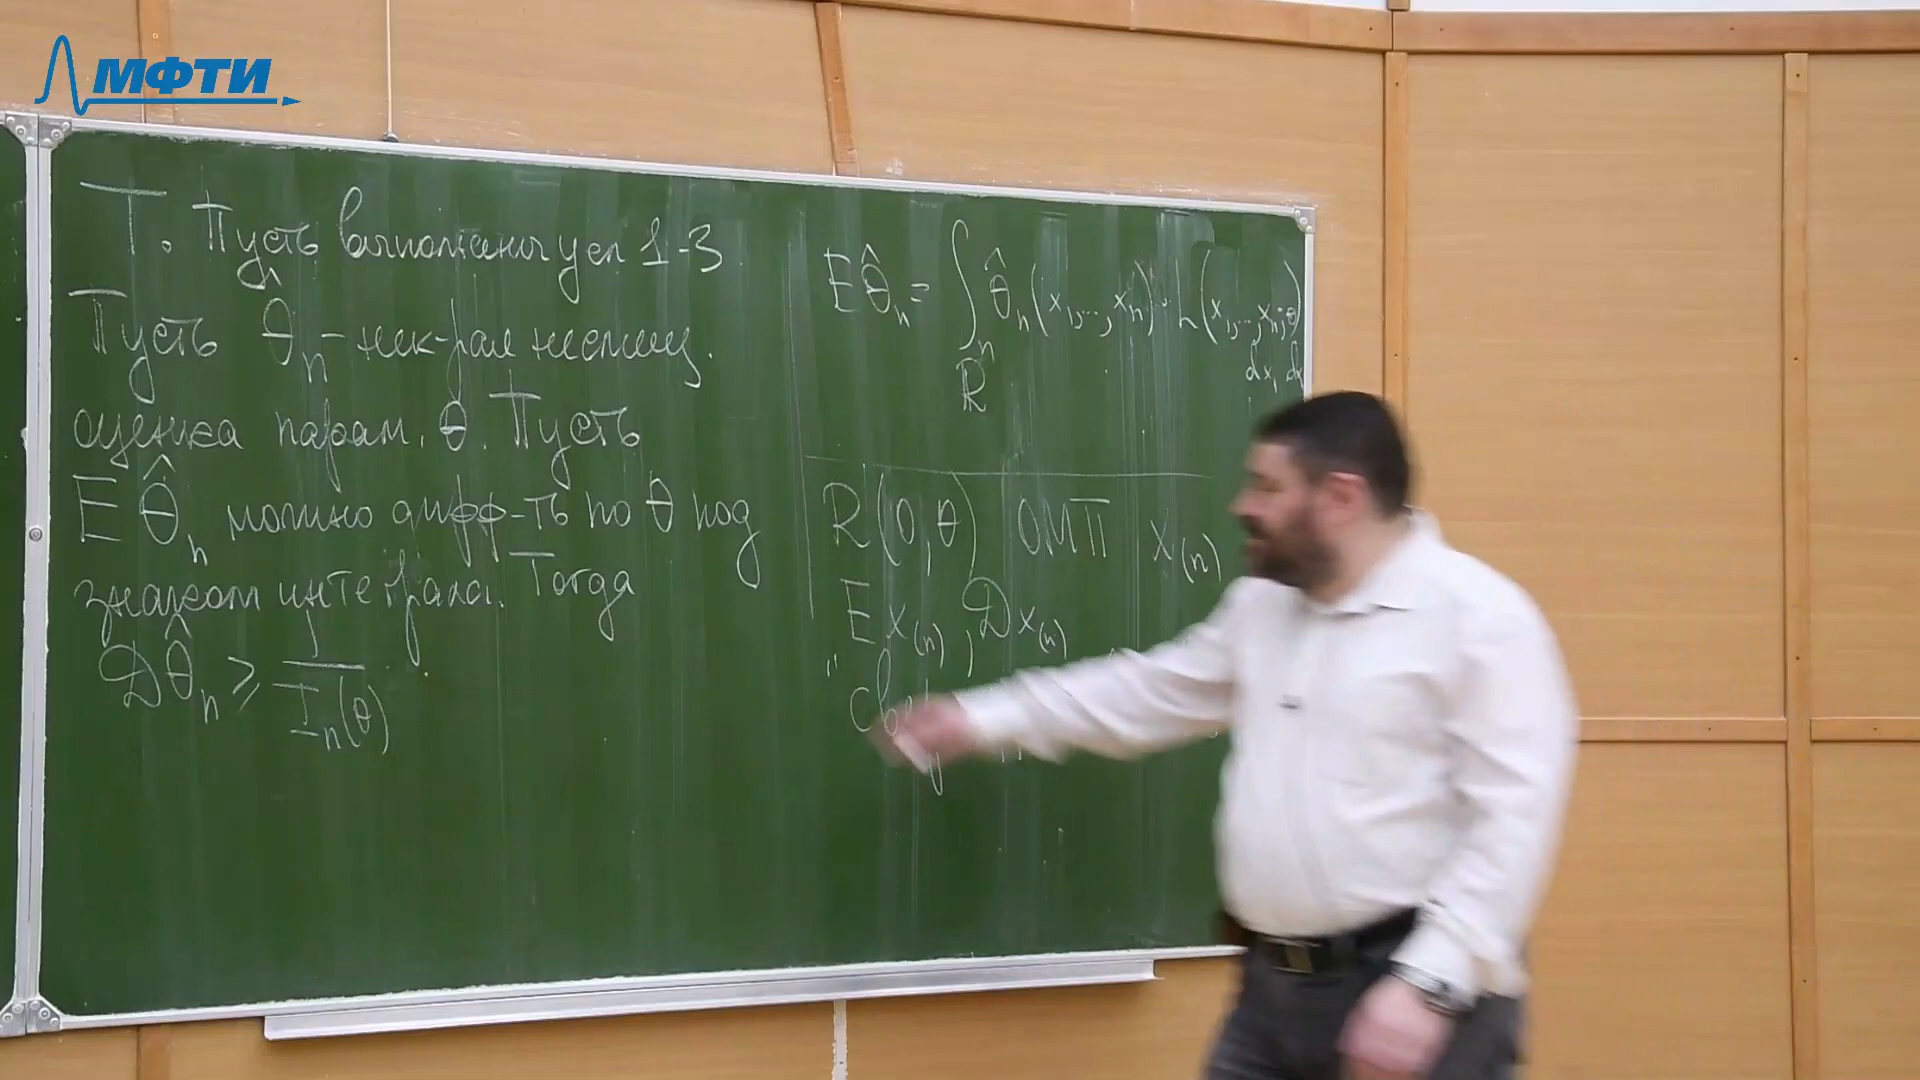 МФТИ
Т. Пусть выполнены усл 1-3
Пусть θ̂ₙ - нек-рая несмещ.
оценка парам. θ. Пусть
Eθ̂ₙ можно дифф-ть по θ под
знаком интеграла. Тогда
Dθ̂ₙ ≥ 1/Iₙ(θ)
Eθ̂ₙ = ∫ θ̂ₙ(x₁,..., xₙ) · L(x₁,..., xₙ; θ)
Rⁿ dx₁ dx
R(0,θ) ОМП x₍ₙ₎
E x₍ₙ₎, D x₍ₙ₎